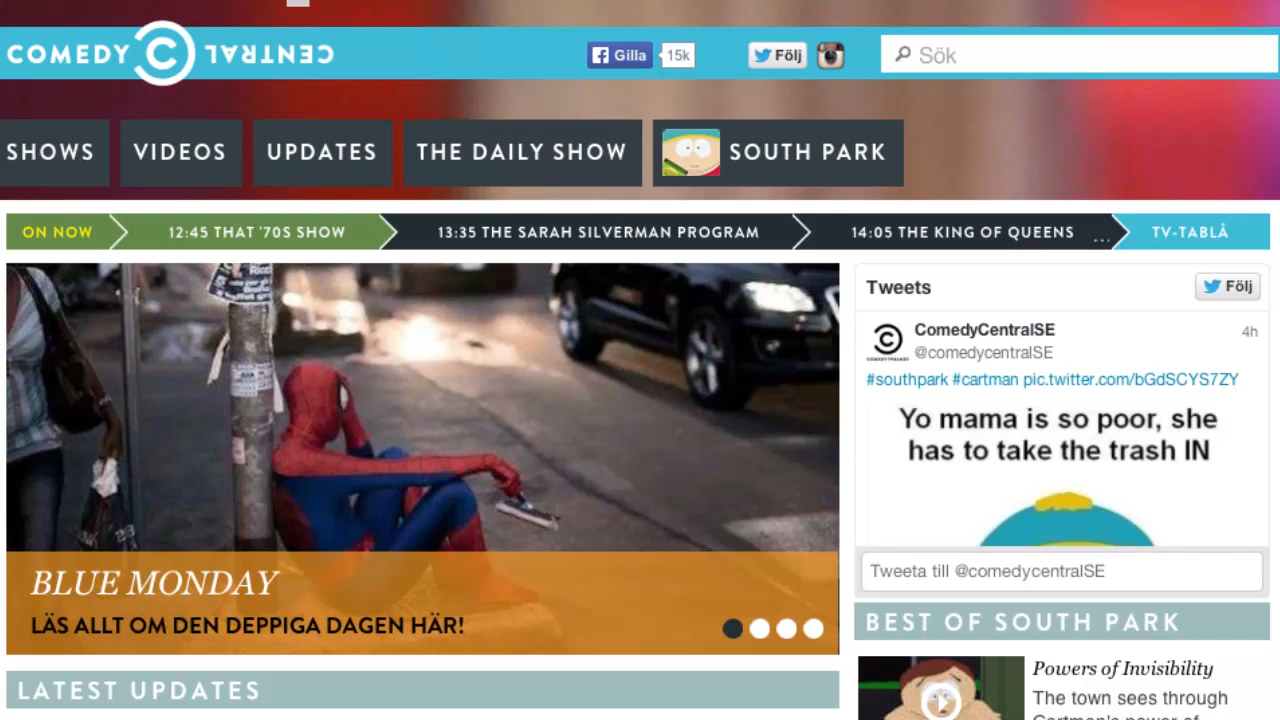 COMEDY CENTRAL
Gilla 15k
Följ
Sök
SHOWS VIDEOS UPDATES THE DAILY SHOW SOUTH PARK
ON NOW 12:45 THAT '70S SHOW 13:35 THE SARAH SILVERMAN PROGRAM 14:05 THE KING OF QUEENS ... TV-TABLÅ
BLUE MONDAY
LÄS ALLT OM DEN DEPPIGA DAGEN HÄR!
LATEST UPDATES
Tweets Följ
ComedyCentralSE 4h
@comedycentralSE
#southpark #cartman pic.twitter.com/bGdSCYS7ZY
Yo mama is so poor, she
has to take the trash IN
Tweeta till @comedycentralSE
BEST OF SOUTH PARK
Powers of Invisibility
The town sees through
Cartman's power of